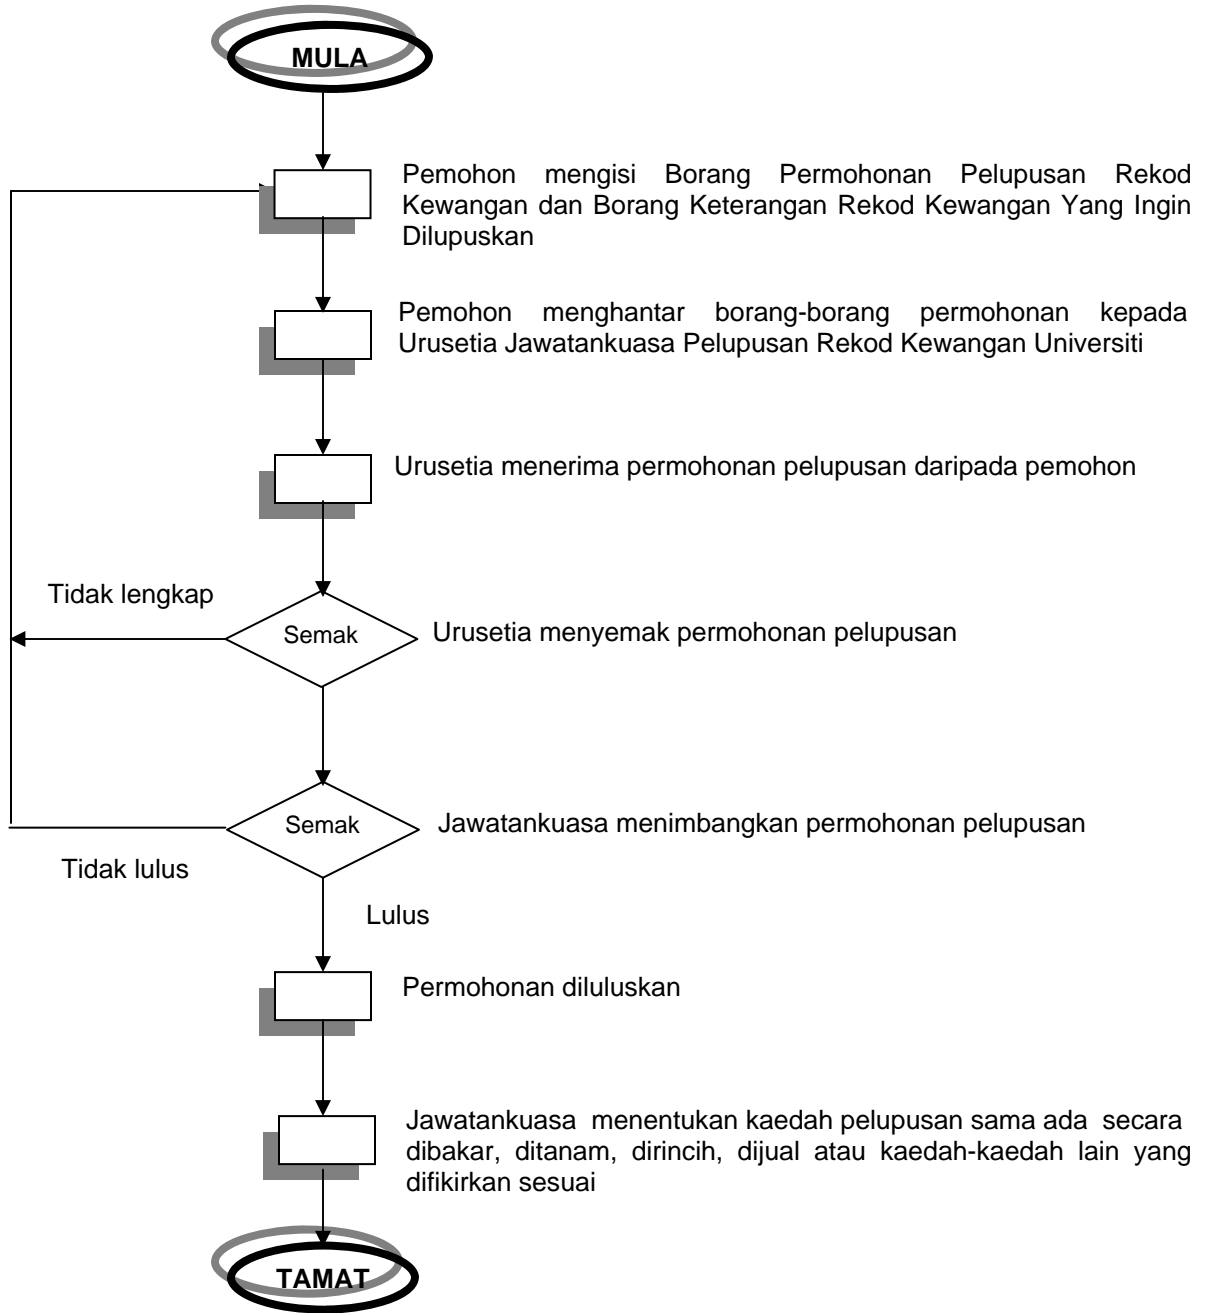 MULA
Pemohon mengisi Borang Permohonan Pelupusan Rekod
Kewangan dan Borang Keterangan Rekod Kewangan Yang Ingin
Dilupuskan
Pemohon menghantar borang-borang permohonan kepada
Urusetia Jawatankuasa Pelupusan Rekod Kewangan Universiti
Urusetia menerima permohonan pelupusan daripada pemohon
Tidak lengkap
Semak
Urusetia menyemak permohonan pelupusan
Semak
Jawatankuasa menimbangkan permohonan pelupusan
Tidak lulus
Lulus
Permohonan diluluskan
Jawatankuasa menentukan kaedah pelupusan sama ada secara
dibakar, ditanam, dirincih, dijual atau kaedah-kaedah lain yang
difikirkan sesuai
TAMAT